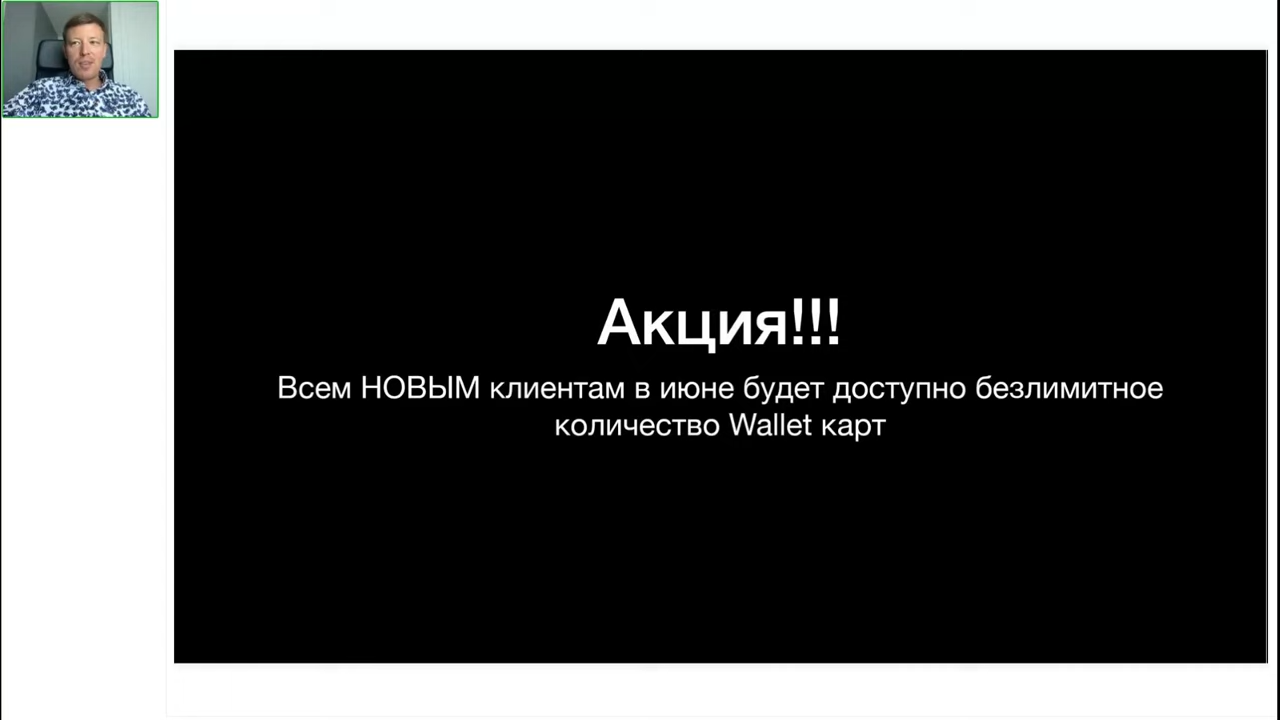 Акция!!!
Всем НОВЫМ клиентам в июне будет доступно безлимитное
количество Wallet карт